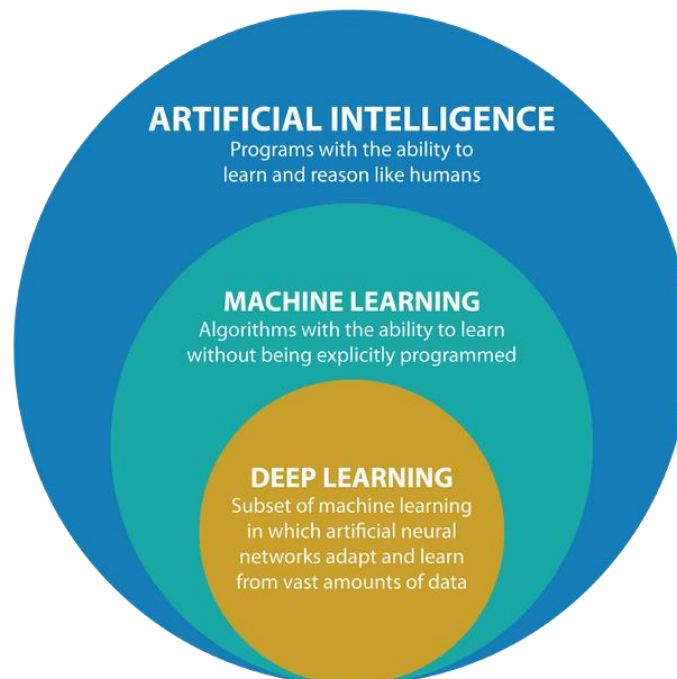 ARTIFICIAL INTELLIGENCE
Programs with the ability to
learn and reason like humans
MACHINE LEARNING
Algorithms with the ability to learn
without being explicitly programmed
DEEP LEARNING
Subset of machine learning
in which artificial neural
networks adapt and learn
from vast amounts of data